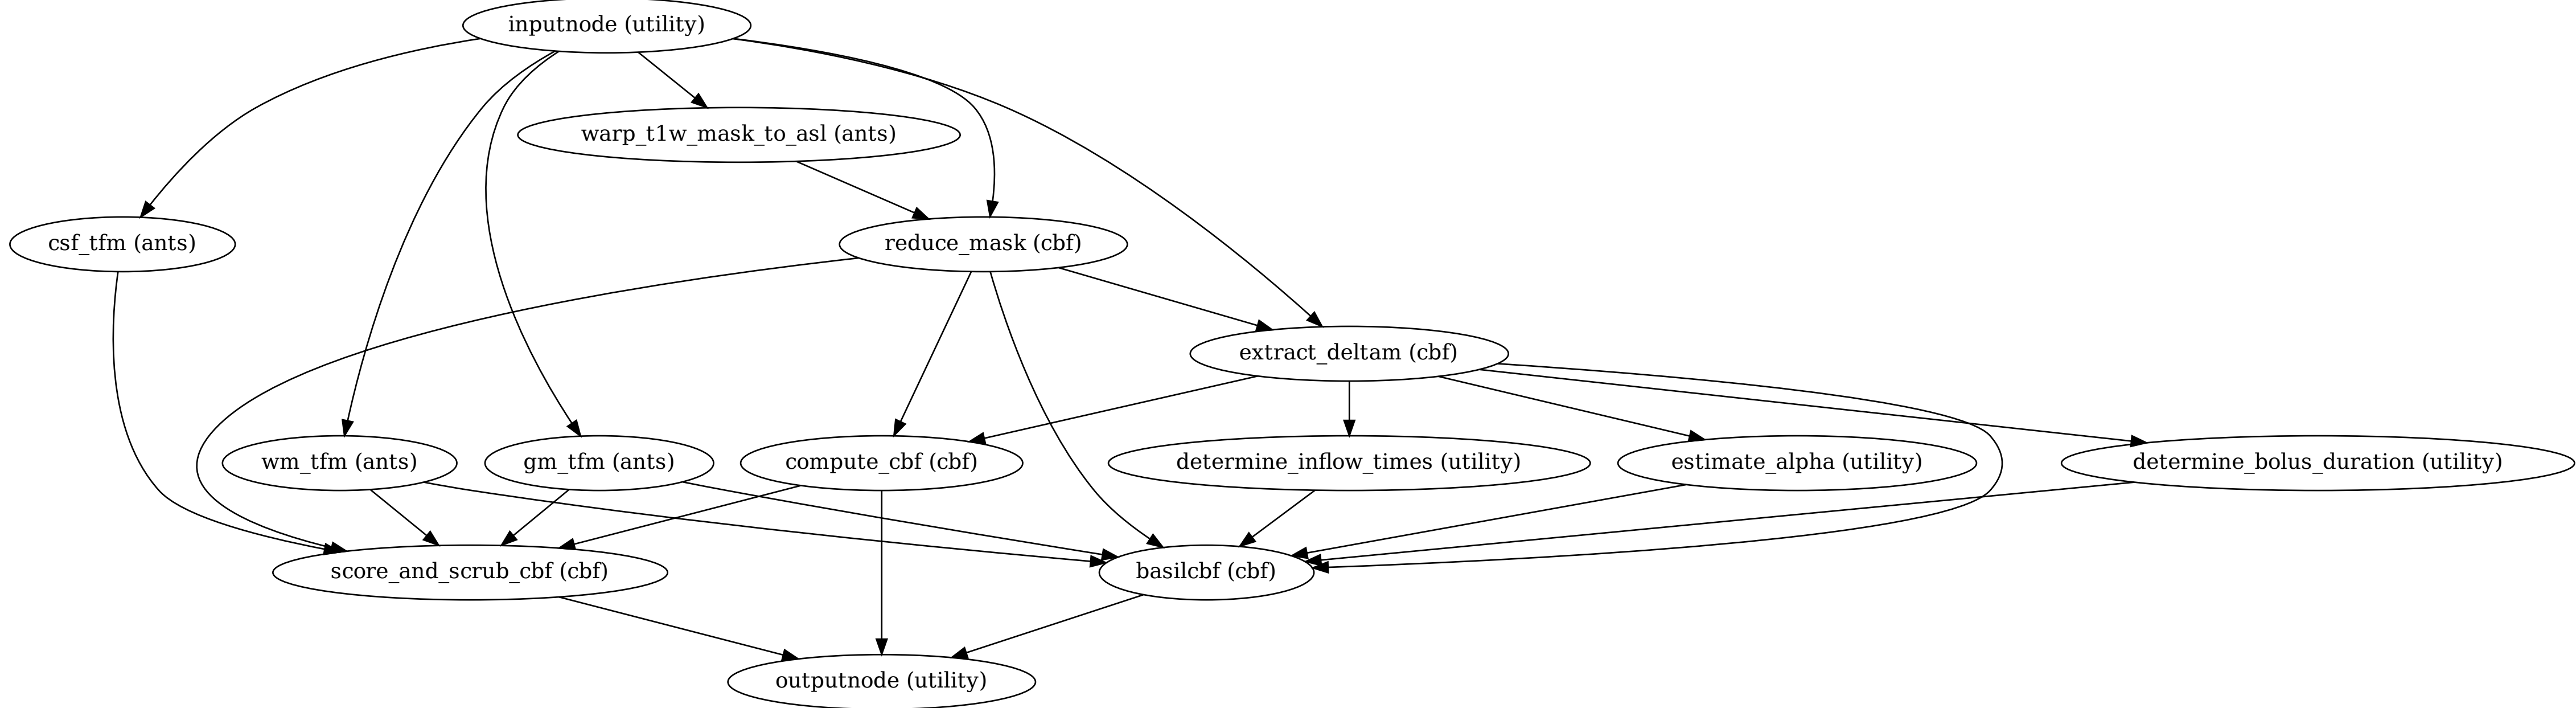 inputnode (utility)
warp_t1w_mask_to_asl (ants)
csf_tfm (ants)
reduce_mask (cbf)
extract_deltam (cbf)
wm_tfm (ants)
gm_tfm (ants)
compute_cbf (cbf)
determine_inflow_times (utility)
estimate_alpha (utility)
determine_bolus_duration (utility)
score_and_scrub_cbf (cbf)
basilcbf (cbf)
outputnode (utility)